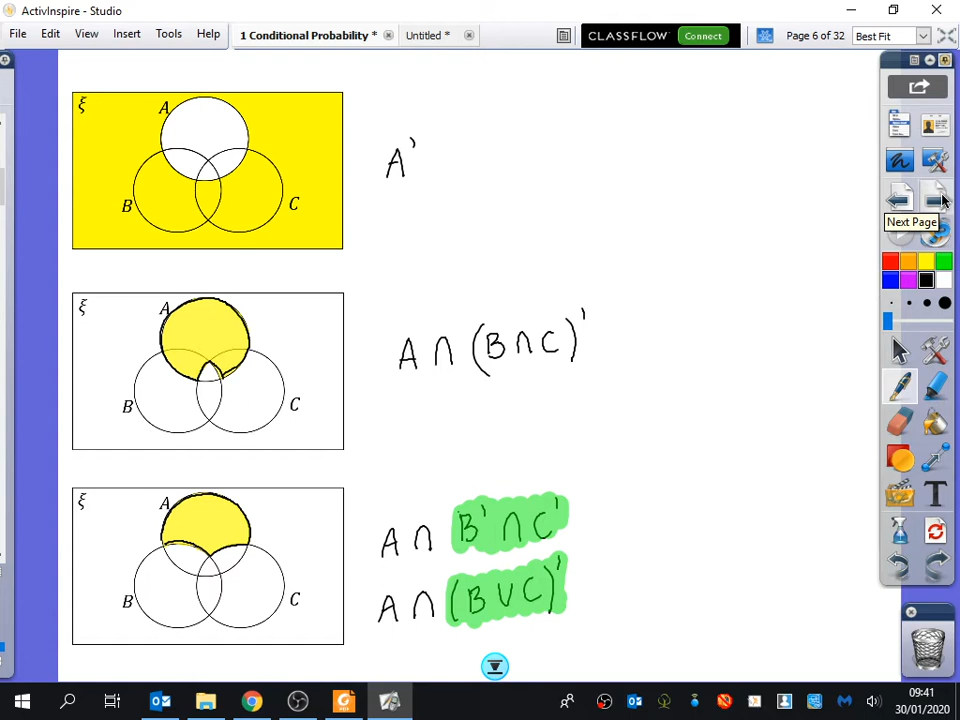 ActivInspire - Studio
File Edit View Insert Tools Help
1 Conditional Probability *
Untitled *
CLASSFLOW Connect
Page 6 of 32
Best Fit
ξ
A
B
C
A'
Next Page
ξ
A
B
C
A ∩ (B ∩ C)'
ξ
A
B
C
A ∩ B' ∩ C'
A ∩ (B ∪ C)'
T
09:41
30/01/2020